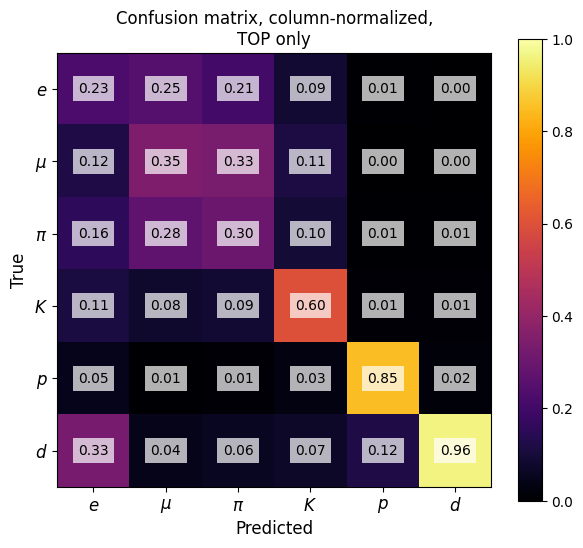 Confusion matrix, column-normalized,
TOP only
True
e 0.23 0.25 0.21 0.09 0.01 0.00
μ 0.12 0.35 0.33 0.11 0.00 0.00
π 0.16 0.28 0.30 0.10 0.01 0.01
K 0.11 0.08 0.09 0.60 0.01 0.01
p 0.05 0.01 0.01 0.03 0.85 0.02
d 0.33 0.04 0.06 0.07 0.12 0.96
e μ π K p d
Predicted
1.0
0.8
0.6
0.4
0.2
0.0